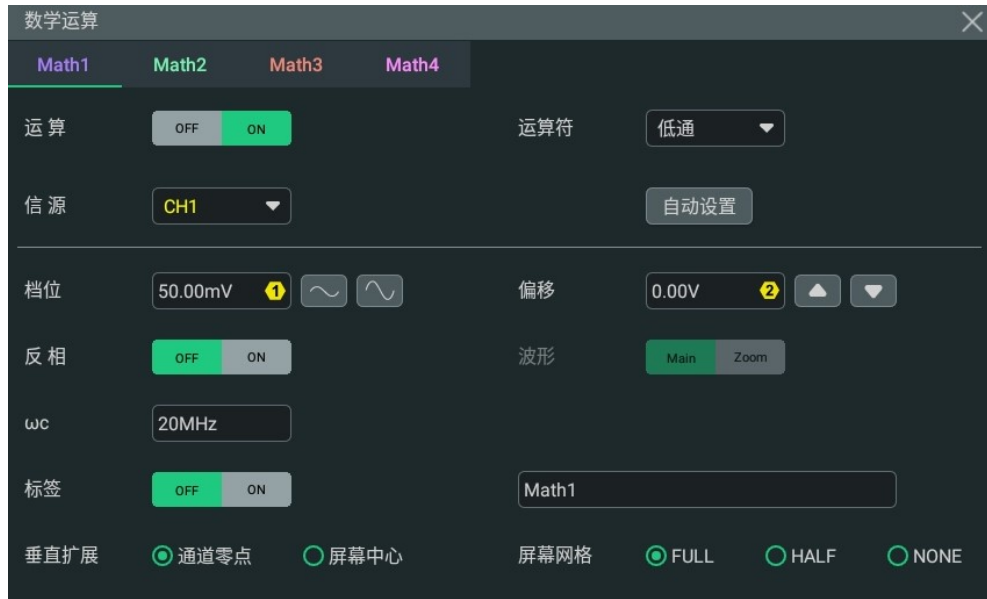 数学运算
Math1 Math2 Math3 Math4
运算 OFF ON 运算符 低通
信源 CH1 自动设置
档位 50.00mV 1 偏移 0.00V 2
反相 OFF ON 波形 Main Zoom
ωc 20MHz
标签 OFF ON Math1
垂直扩展 通道零点 屏幕中心 屏幕网格 FULL HALF NONE